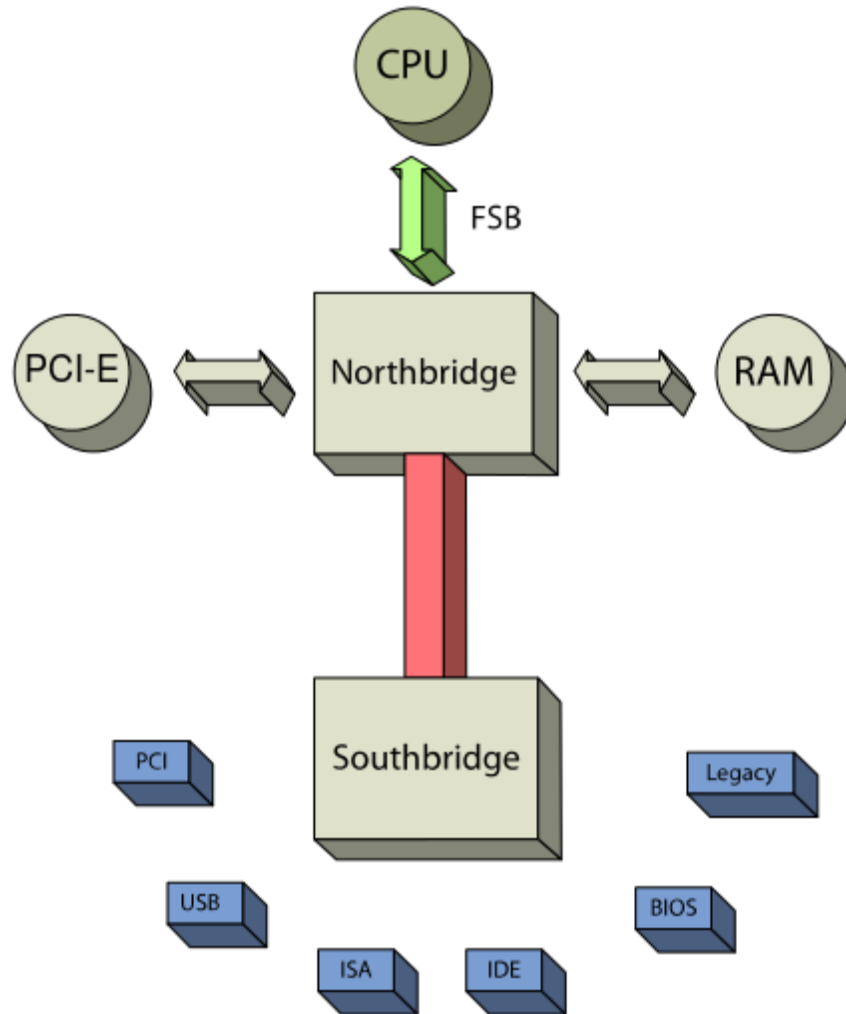 CPU
FSB
PCI-E
Northbridge
RAM
Southbridge
PCI
Legacy
USB
BIOS
ISA
IDE